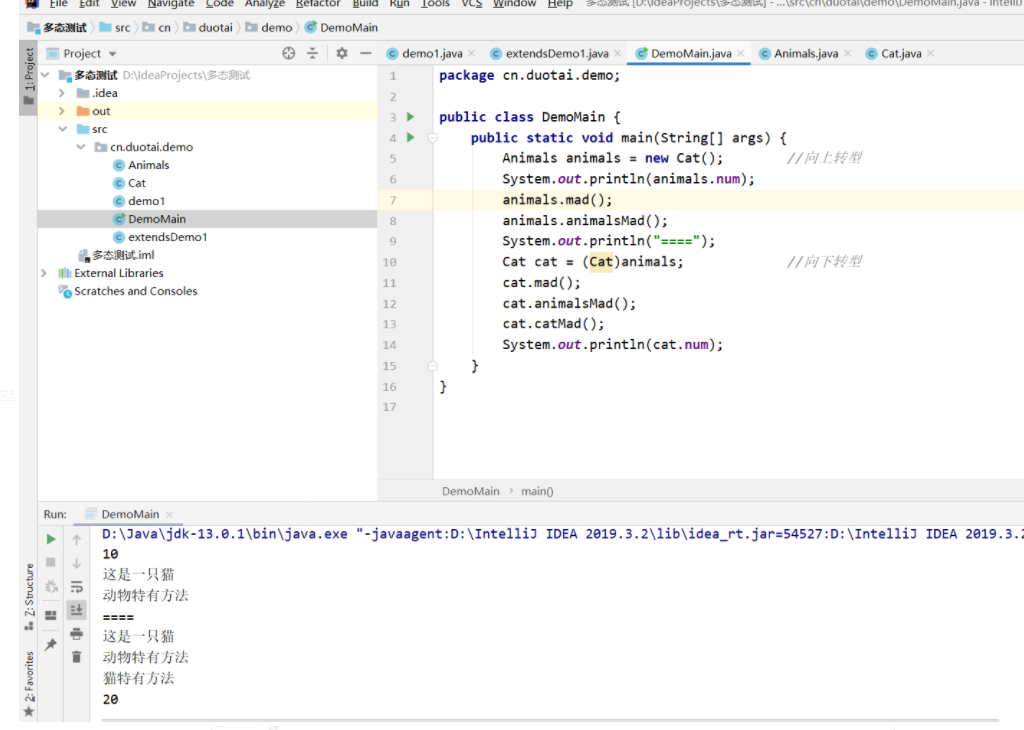 File Edit View Navigate Code Analyze Refactor Build Run Tools VCS Window Help 多态测试 [D:\IdeaProjects\多态测试] - ...\src\cn\duotai\demo\DemoMain.java - IntelliJ
多态测试 src cn duotai demo DemoMain
1: Project
Project
demo1.java extendsDemo1.java DemoMain.java Animals.java Cat.java
多态测试 D:\IdeaProjects\多态测试
.idea
out
src
cn.duotai.demo
Animals
Cat
demo1
DemoMain
extendsDemo1
多态测试.iml
External Libraries
Scratches and Consoles
1 package cn.duotai.demo;
2
3 public class DemoMain {
4 public static void main(String[] args) {
5 Animals animals = new Cat(); //向上转型
6 System.out.println(animals.num);
7 animals.mad();
8 animals.animalsMad();
9 System.out.println("====");
10 Cat cat = (Cat)animals; //向下转型
11 cat.mad();
12 cat.animalsMad();
13 cat.catMad();
14 System.out.println(cat.num);
15 }
16 }
17
DemoMain › main()
Run: DemoMain
D:\Java\jdk-13.0.1\bin\java.exe "-javaagent:D:\IntelliJ IDEA 2019.3.2\lib\idea_rt.jar=54527:D:\IntelliJ IDEA 2019.3.2
10
这是一只猫
动物特有方法
====
这是一只猫
动物特有方法
猫特有方法
20
Z: Structure
2: Favorites